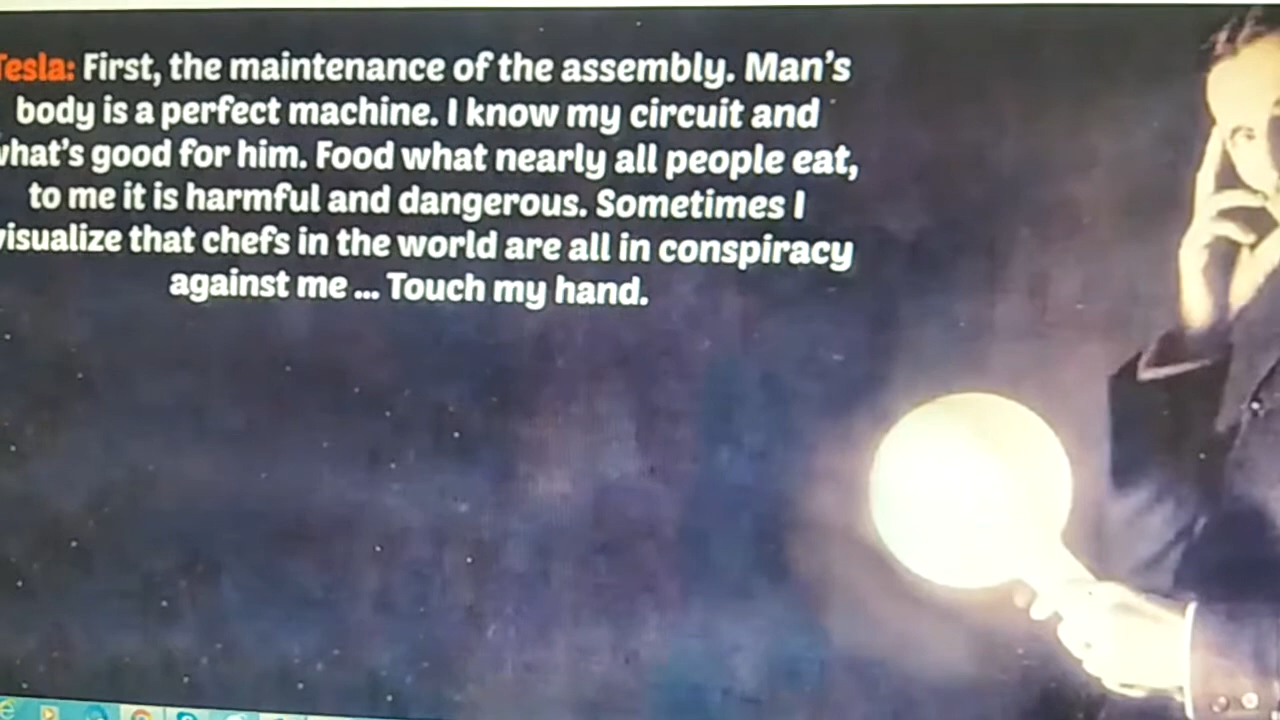 Tesla: First, the maintenance of the assembly. Man's
body is a perfect machine. I know my circuit and
what's good for him. Food what nearly all people eat,
to me it is harmful and dangerous. Sometimes I
visualize that chefs in the world are all in conspiracy
against me ... Touch my hand.